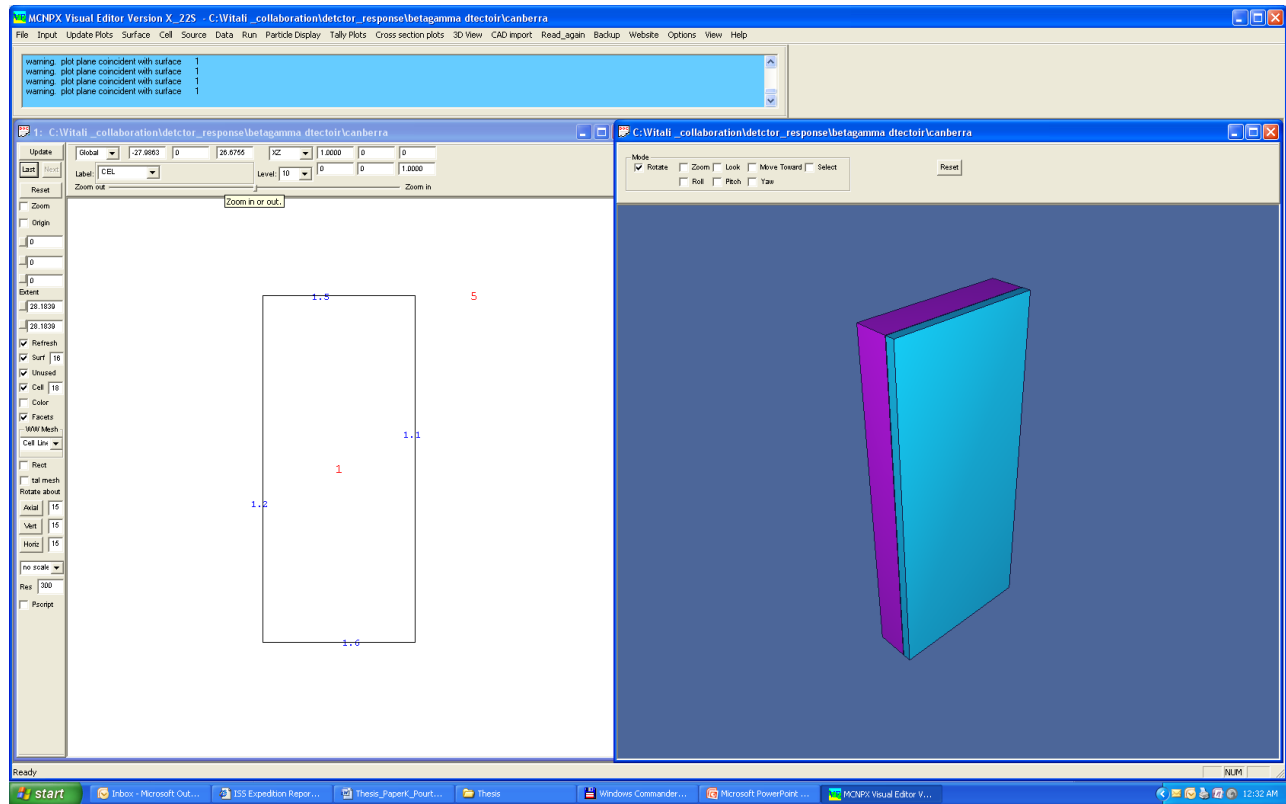 MCNPX Visual Editor Version X_22S - C:\Vitali _collaboration\detctor_response\betagamma dtectoir\canberra
File Input Update Plots Surface Cell Source Data Run Particle Display Tally Plots Cross section plots 3D View CAD import Read_again Backup Website Options View Help
warning. plot plane coincident with surface 1
warning. plot plane coincident with surface 1
warning. plot plane coincident with surface 1
warning. plot plane coincident with surface 1
1: C:\Vitali _collaboration\detctor_response\betagamma dtectoir\canberra
Update Global -27.9863 0 26.6755 XZ 1.0000 0 0
Last Next Label: CEL Level: 10 0 0 1.0000
Reset Zoom out Zoom in
Zoom in or out.
Zoom
Origin
0
0
0
Extent
28.1839
28.1839
Refresh
Surf 16
Unused
Cell 18
Color
Facets
WW Mesh
Cell Line
Rect
tal mesh
Rotate about
Axial 15
Vert 15
Horiz 15
no scale
Res 300
Psript
1.5
5
1.1
1
1.2
1.6
C:\Vitali _collaboration\detctor_response\betagamma dtectoir\canberra
Mode
Rotate Zoom Look Move Toward Select Reset
Roll Pitch Yaw
Ready
NUM
start Inbox - Microsoft Out... ISS Expedition Repor... Thesis_PaperK_Pourt... Thesis Windows Commander... Microsoft PowerPoint ... MCNPX Visual Editor V... 12:32 AM